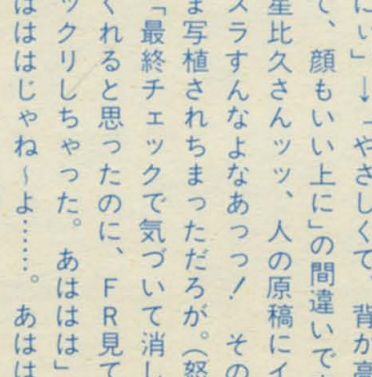 にい」→「やさしくて、背が高
て、顔もいい上に」の間違いで
星比久さんッッ、人の原稿にイ
スラすんなよなあっっ! その
ま写植されちまっただろが。(怒
「最終チェックで気づいて消し
くれると思ったのに、FR見て
ックリしちゃった。あははは」
ははじゃね〜よ……。あはは